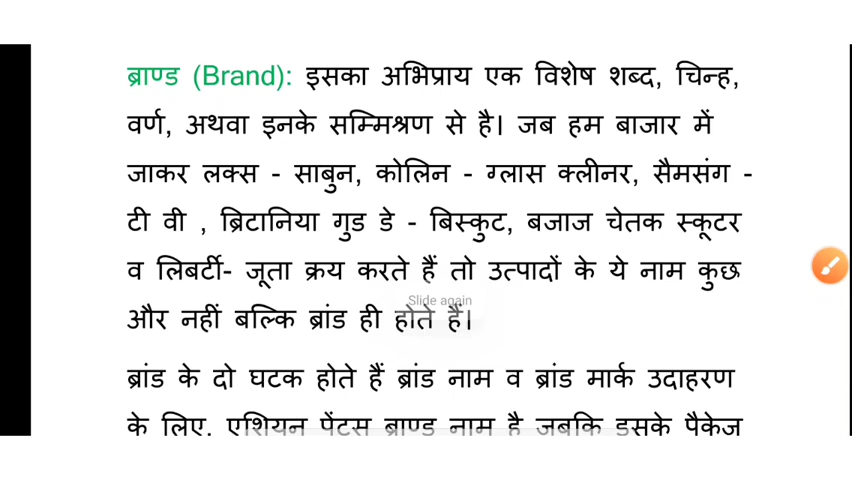 ब्राण्ड (Brand): इसका अभिप्राय एक विशेष शब्द, चिन्ह,
वर्ण, अथवा इनके सम्मिश्रण से है। जब हम बाजार में
जाकर लक्स - साबुन, कोलिन - ग्लास क्लीनर, सैमसंग -
टी वी , ब्रिटानिया गुड डे - बिस्कुट, बजाज चेतक स्कूटर
व लिबर्टी- जूता क्रय करते हैं तो उत्पादों के ये नाम कुछ
Slide again
और नहीं बल्कि ब्रांड ही होते हैं।
ब्रांड के दो घटक होते हैं ब्रांड नाम व ब्रांड मार्क उदाहरण
के लिए, एशियन पेंटस ब्राण्ड नाम है जबकि इसके पैकेज